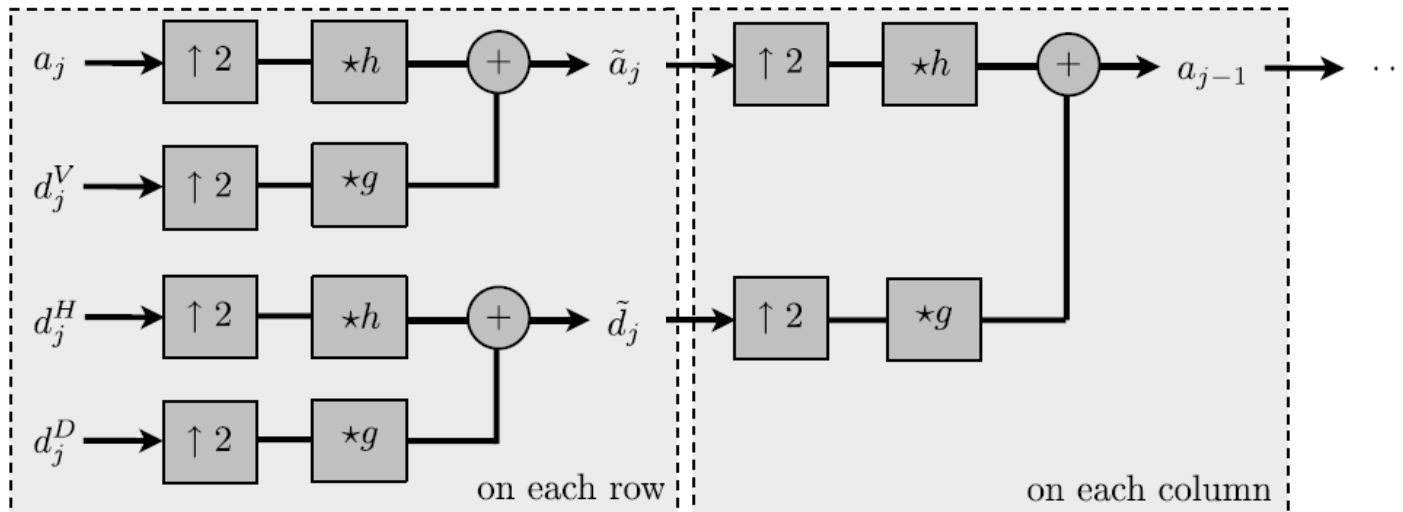 a_j ↑ 2 ⋆h + ã_j ↑ 2 ⋆h + a_{j−1} ··
d_j^V ↑ 2 ⋆g
d_j^H ↑ 2 ⋆h + d̃_j ↑ 2 ⋆g
d_j^D ↑ 2 ⋆g
on each row on each column